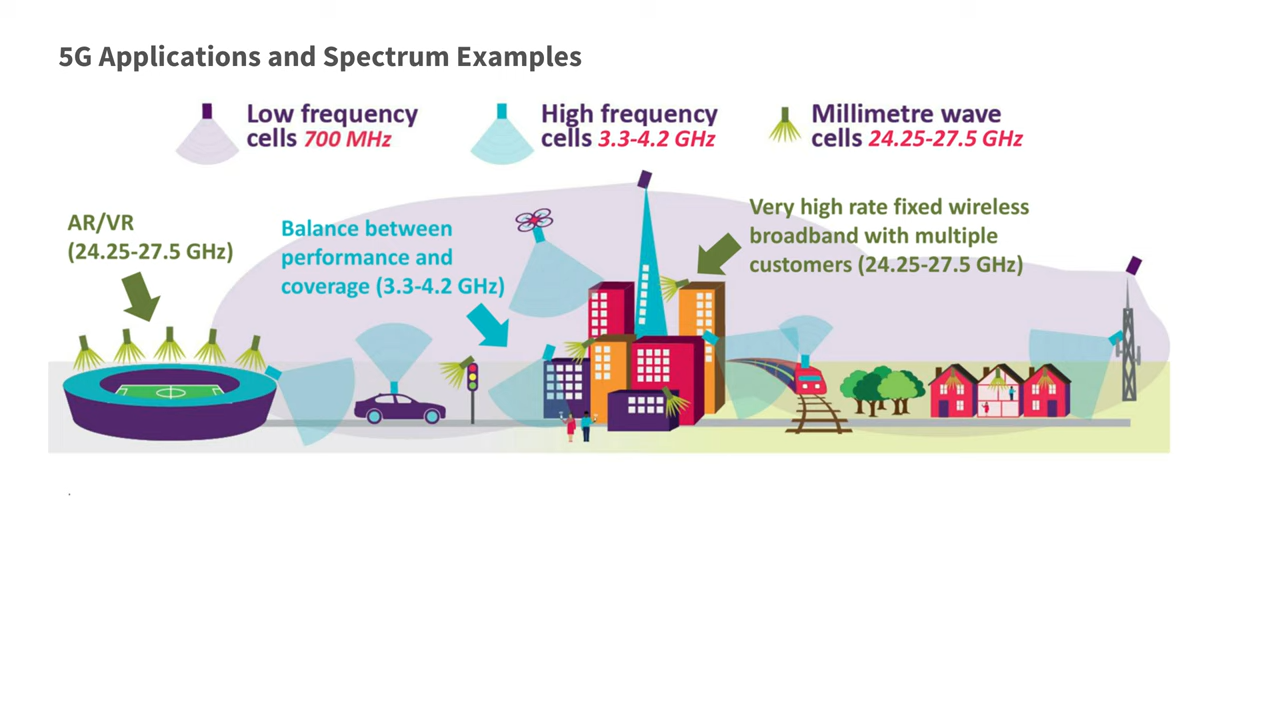 5G Applications and Spectrum Examples
Low frequency
cells 700 MHz
High frequency
cells 3.3-4.2 GHz
Millimetre wave
cells 24.25-27.5 GHz
AR/VR
(24.25-27.5 GHz)
Balance between
performance and
coverage (3.3-4.2 GHz)
Very high rate fixed wireless
broadband with multiple
customers (24.25-27.5 GHz)
.